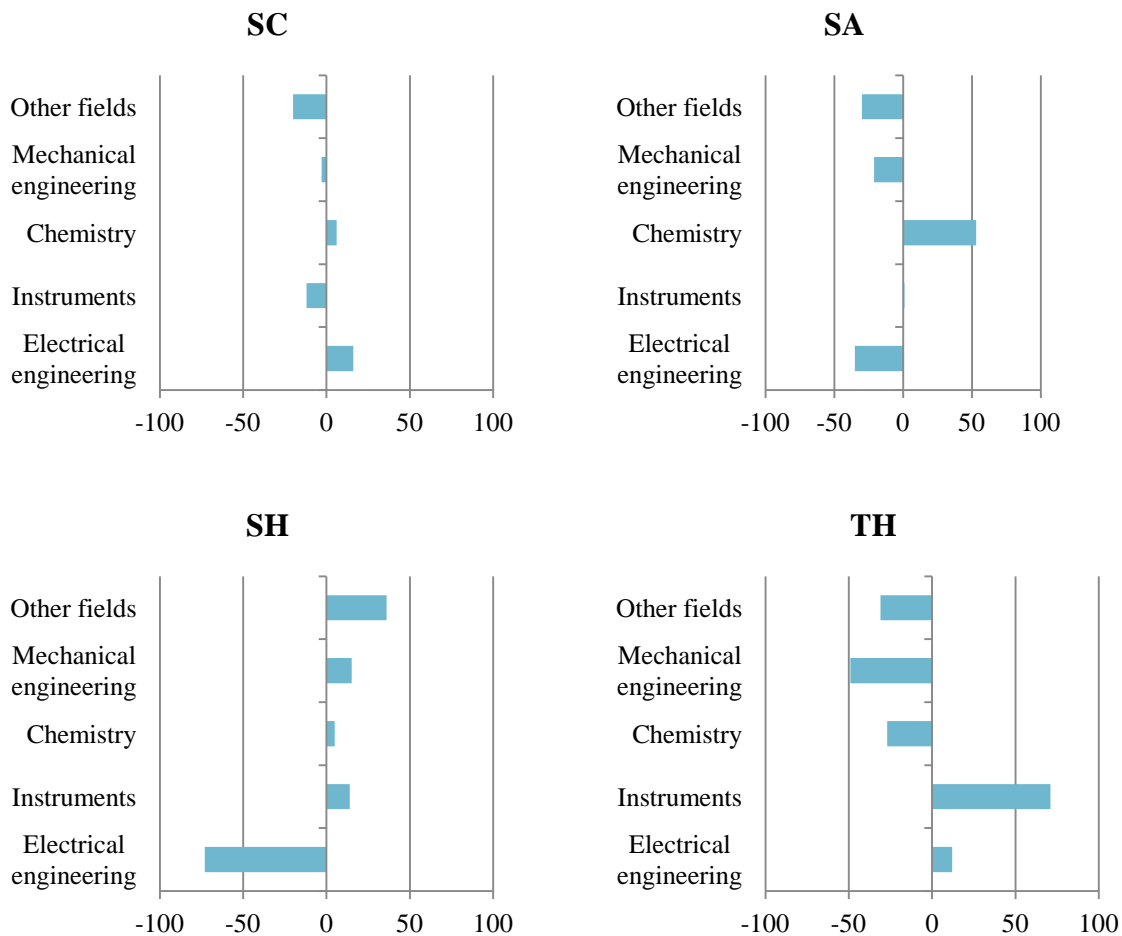 SC
Other fields
Mechanical
engineering
Chemistry
Instruments
Electrical
engineering
-100 -50 0 50 100
SA
Other fields
Mechanical
engineering
Chemistry
Instruments
Electrical
engineering
-100 -50 0 50 100
SH
Other fields
Mechanical
engineering
Chemistry
Instruments
Electrical
engineering
-100 -50 0 50 100
TH
Other fields
Mechanical
engineering
Chemistry
Instruments
Electrical
engineering
-100 -50 0 50 100